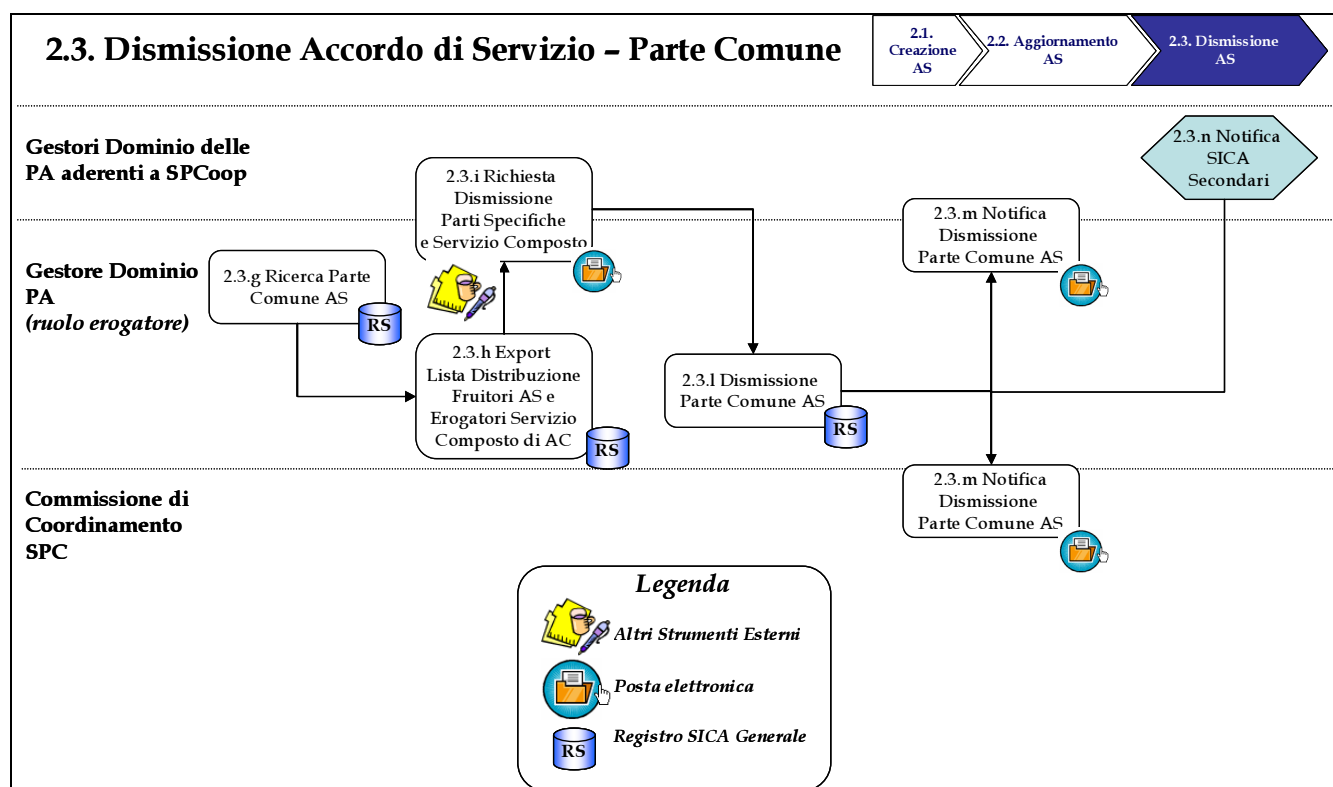 2.3. Dismissione Accordo di Servizio – Parte Comune
2.1.
Creazione
AS
2.2. Aggiornamento
AS
2.3. Dismissione
AS
Gestori Dominio delle
PA aderenti a SPCoop
2.3.i Richiesta
Dismissione
Parti Specifiche
e Servizio Composto
2.3.n Notifica
SICA
Secondari
2.3.m Notifica
Dismissione
Parte Comune AS
Gestore Dominio
PA
(ruolo erogatore)
2.3.g Ricerca Parte
Comune AS
RS
2.3.h Export
Lista Distribuzione
Fruitori AS e
Erogatori Servizio
Composto di AC
RS
2.3.l Dismissione
Parte Comune AS
RS
Commissione di
Coordinamento
SPC
2.3.m Notifica
Dismissione
Parte Comune AS
Legenda
Altri Strumenti Esterni
Posta elettronica
RS
Registro SICA Generale